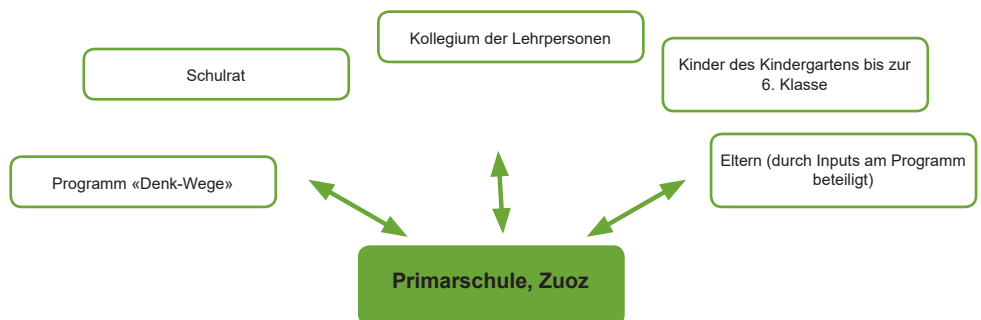 Kollegium der Lehrpersonen
Schulrat
Kinder des Kindergartens bis zur
6. Klasse
Programm «Denk-Wege»
Eltern (durch Inputs am Programm
beteiligt)
Primarschule, Zuoz